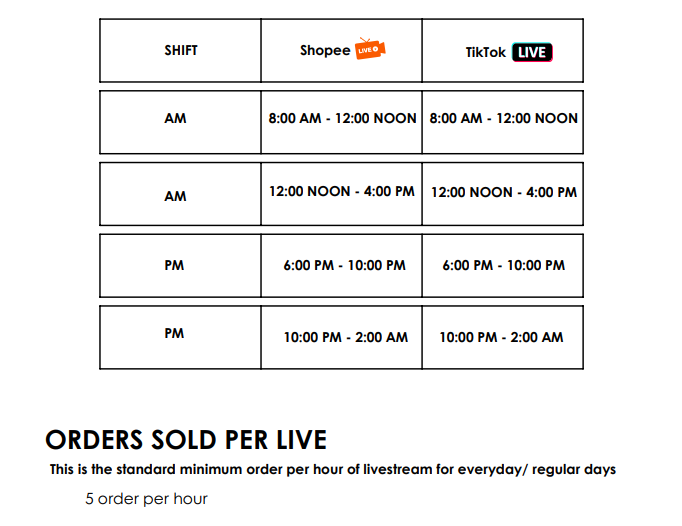 SHIFT Shopee LIVE TikTok LIVE
AM 8:00 AM - 12:00 NOON 8:00 AM - 12:00 NOON
AM 12:00 NOON - 4:00 PM 12:00 NOON - 4:00 PM
PM 6:00 PM - 10:00 PM 6:00 PM - 10:00 PM
PM 10:00 PM - 2:00 AM 10:00 PM - 2:00 AM
ORDERS SOLD PER LIVE
This is the standard minimum order per hour of livestream for everyday/ regular days
5 order per hour